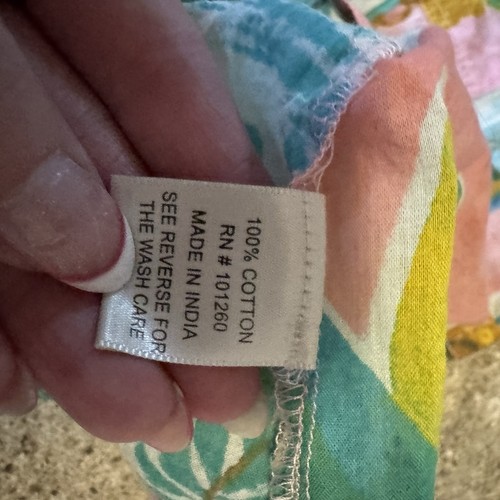 100% COTTON
RN # 101260
MADE IN INDIA
SEE REVERSE FOR
THE WASH CARE